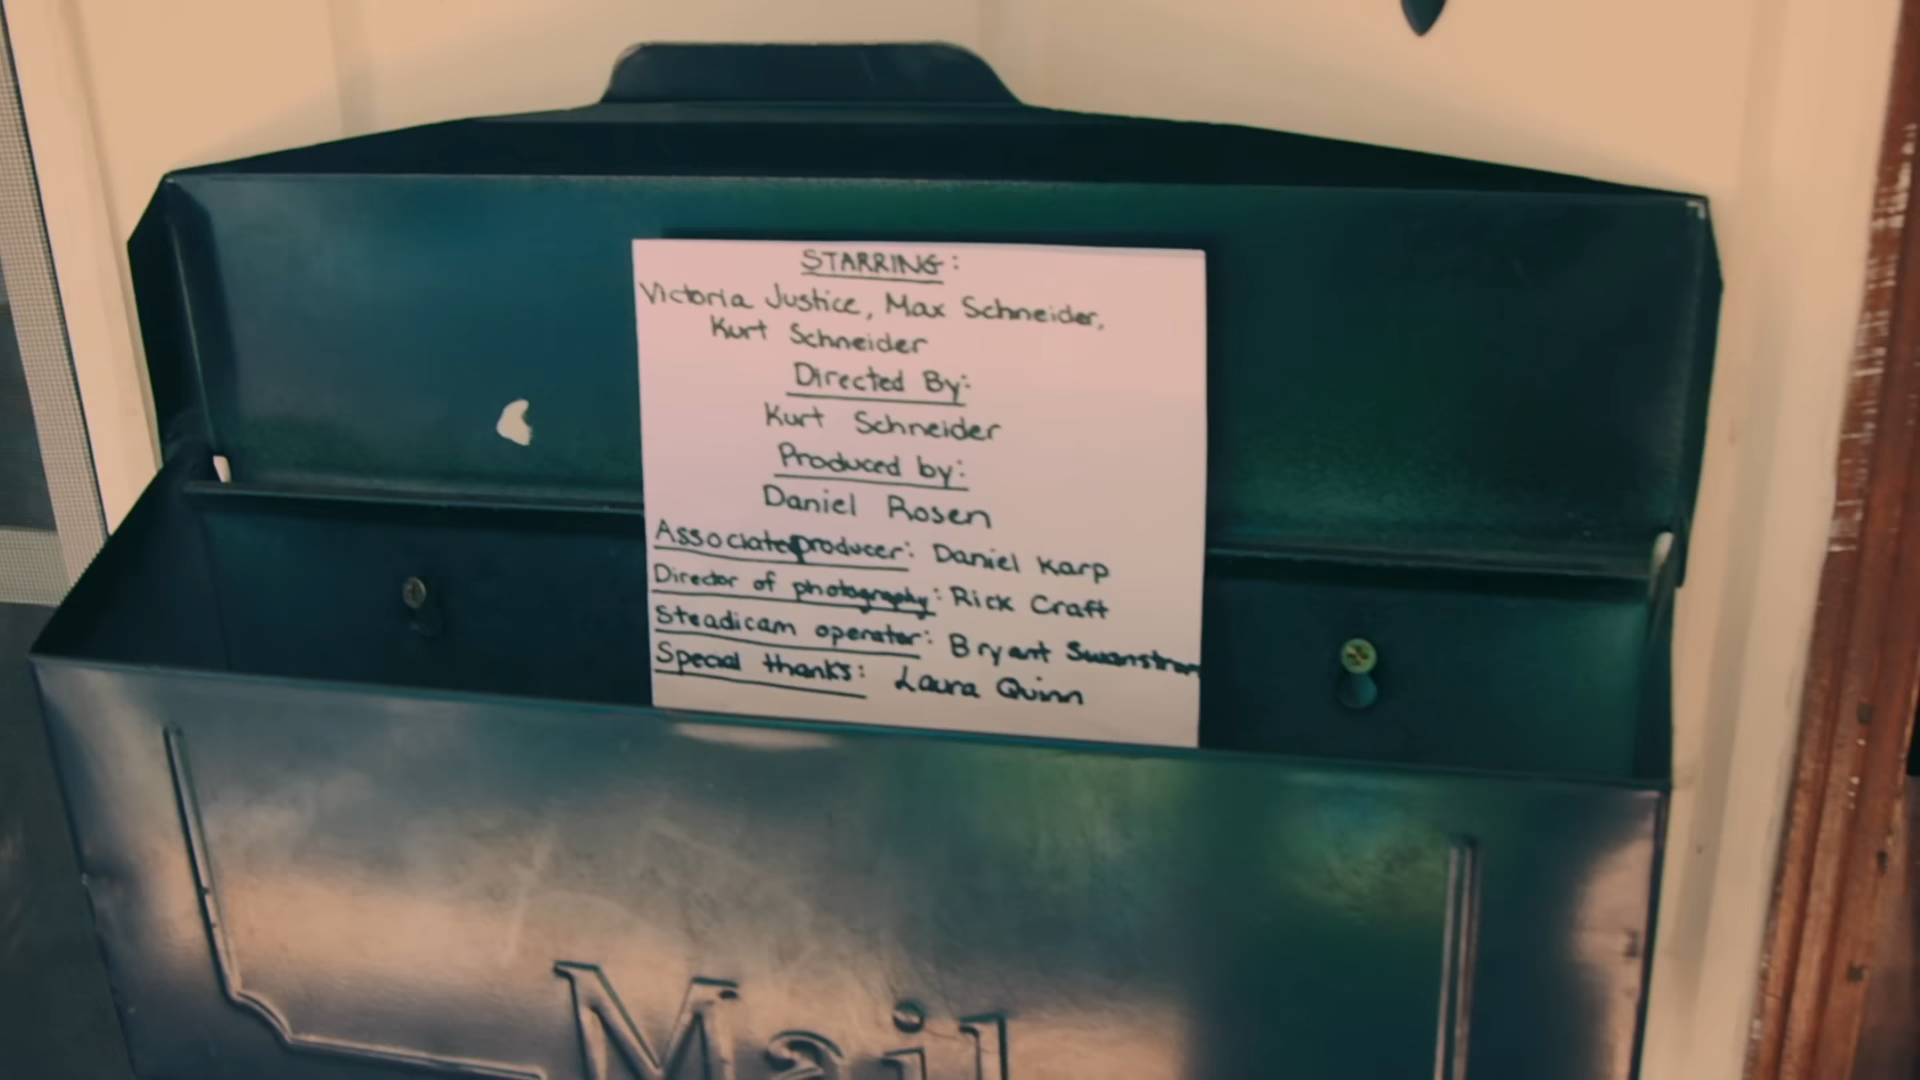 STARRING:
Victoria Justice, Max Schneider,
Kurt Schneider
Directed By:
Kurt Schneider
Produced by:
Daniel Rosen
Associate producer: Daniel Karp
Director of photography: Rick Craft
Steadicam operator: Bryant Swanstrom
Special thanks: Laura Quinn
Mail